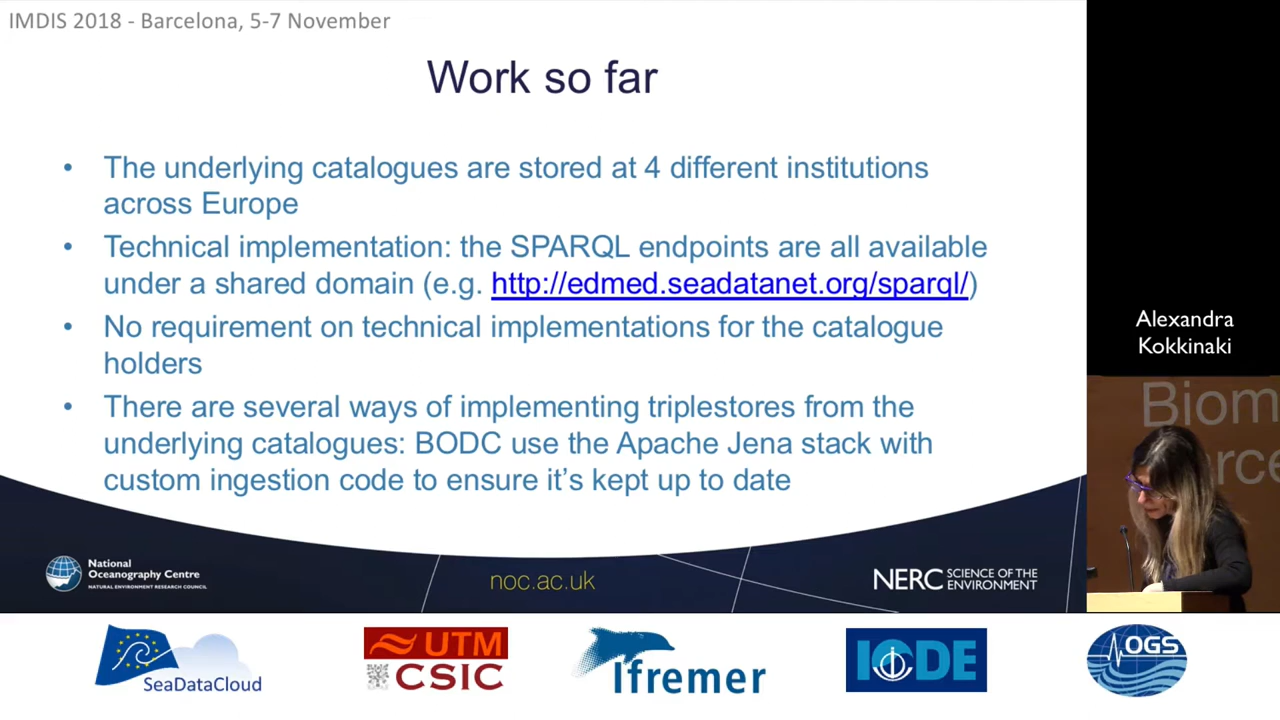 IMDIS 2018 - Barcelona, 5-7 November
Work so far
• The underlying catalogues are stored at 4 different institutions
across Europe
• Technical implementation: the SPARQL endpoints are all available
under a shared domain (e.g. http://edmed.seadatanet.org/sparql/)
• No requirement on technical implementations for the catalogue
holders
• There are several ways of implementing triplestores from the
underlying catalogues: BODC use the Apache Jena stack with
custom ingestion code to ensure it's kept up to date
Alexandra
Kokkinaki
Biom
arce
National
Oceanography Centre
NATURAL ENVIRONMENT RESEARCH COUNCIL
noc.ac.uk
NERC SCIENCE OF THE
ENVIRONMENT
SeaDataCloud
UTM
CSIC
Ifremer
IODE
OGS